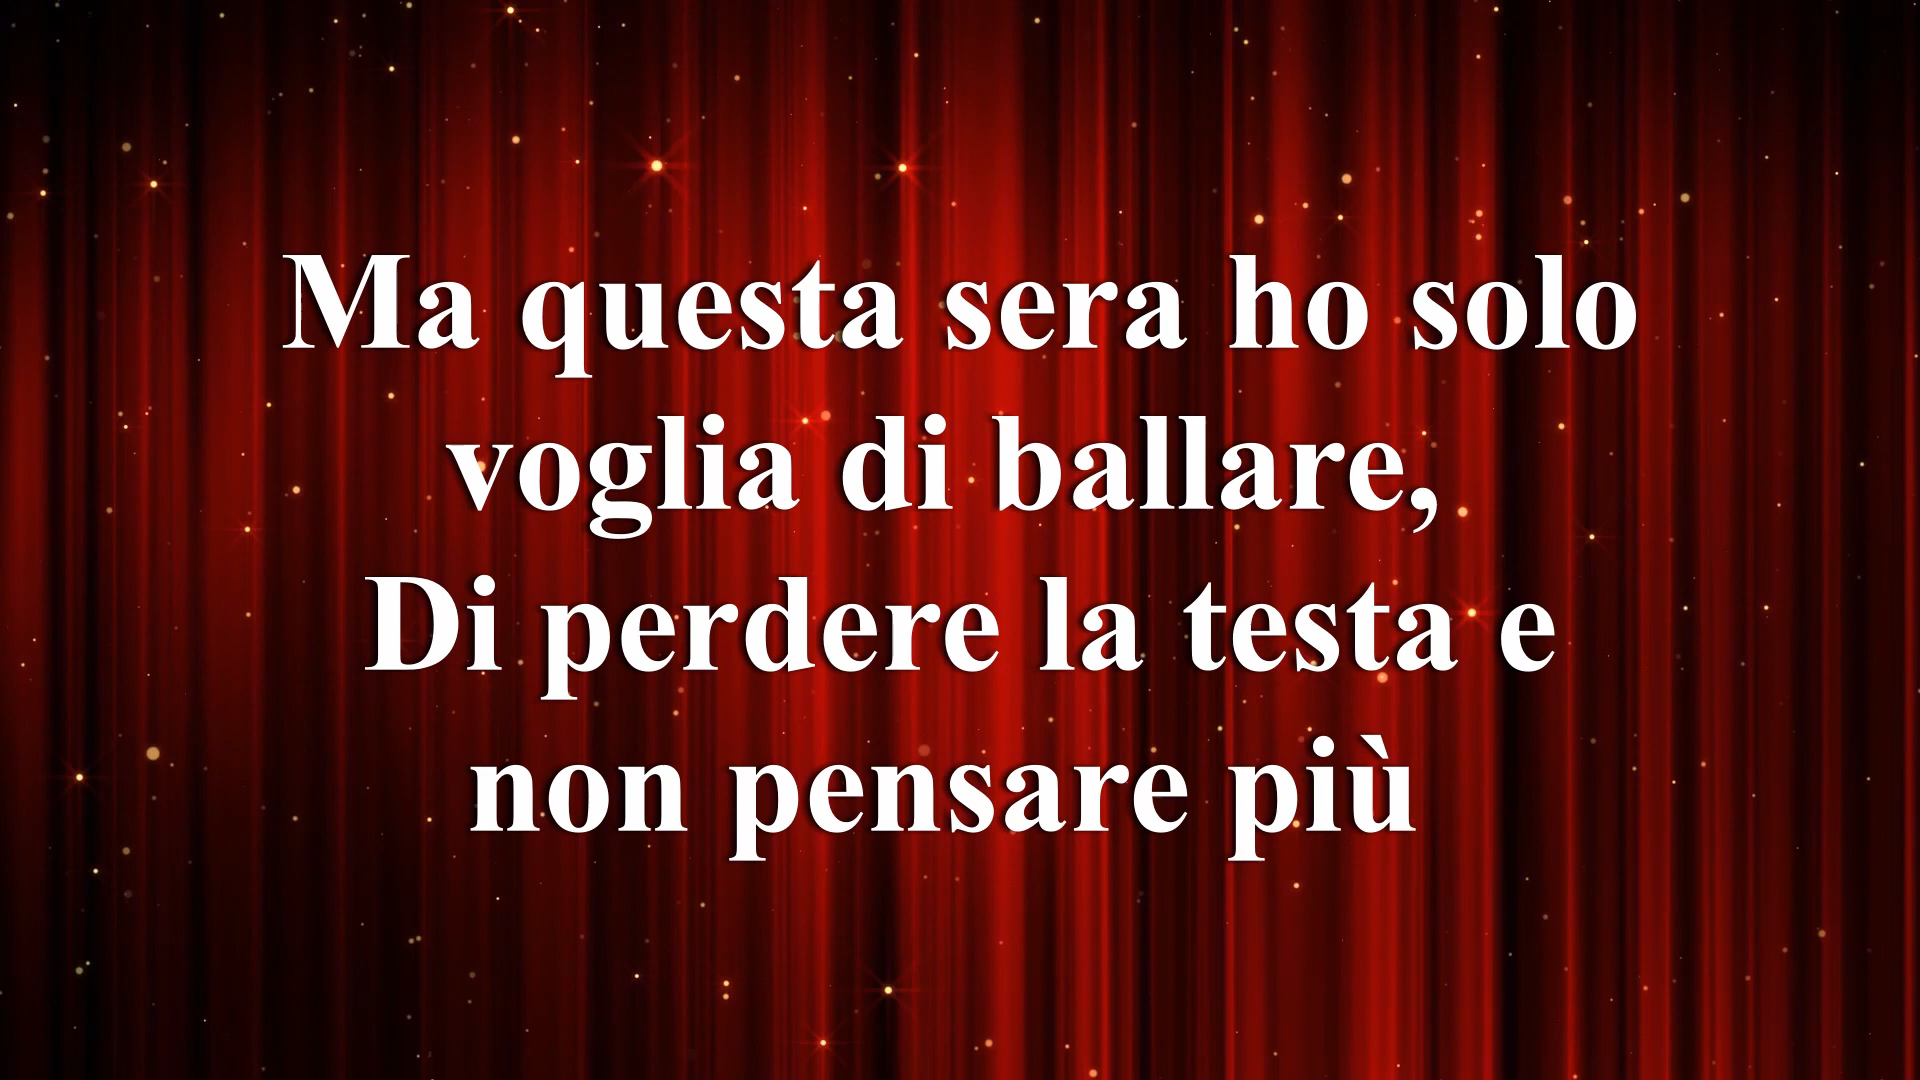 Ma questa sera ho solo
voglia di ballare,
Di perdere la testa e
non pensare più